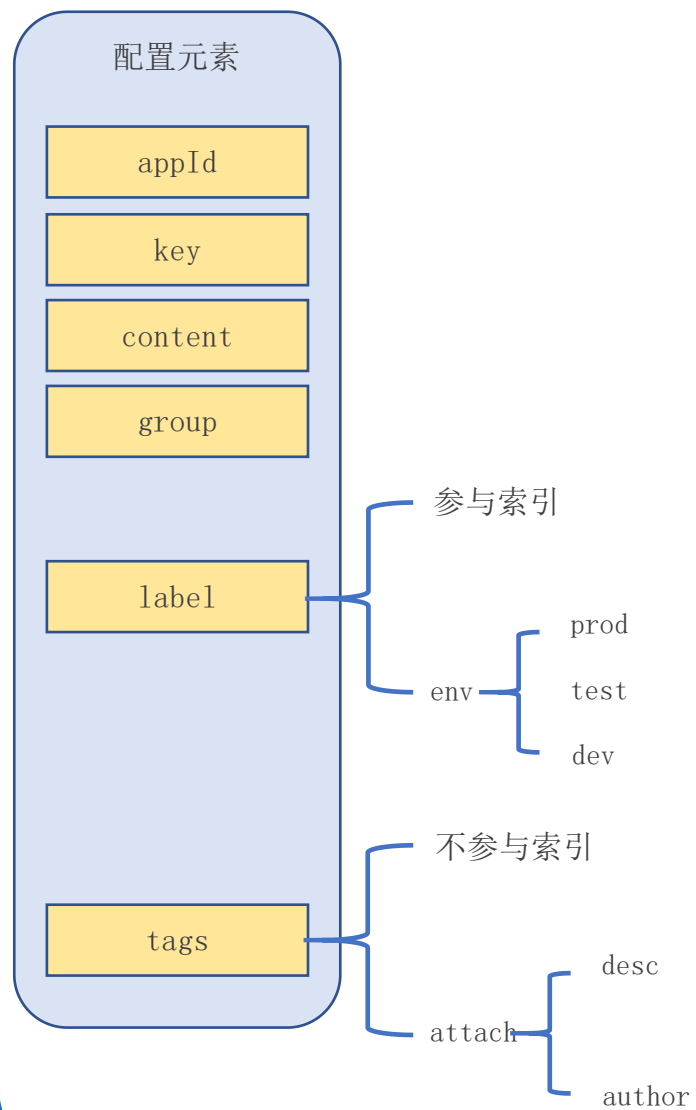 配置元素
appId
key
content
group
label
参与索引
env
prod
test
dev
tags
不参与索引
attach
desc
author